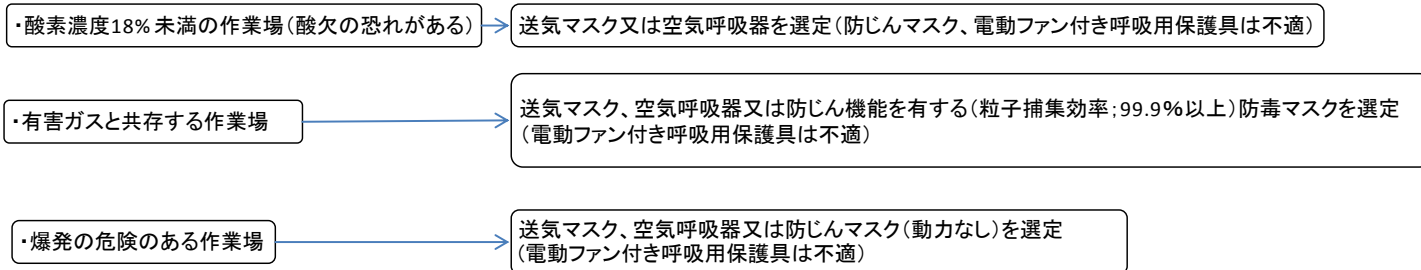 ・酸素濃度18%未満の作業場(酸欠の恐れがある)
送気マスク又は空気呼吸器を選定(防じんマスク、電動ファン付き呼吸用保護具は不適)
・有害ガスと共存する作業場
送気マスク、空気呼吸器又は防じん機能を有する(粒子捕集効率;99.9%以上)防毒マスクを選定
(電動ファン付き呼吸用保護具は不適)
・爆発の危険のある作業場
送気マスク、空気呼吸器又は防じんマスク(動力なし)を選定
(電動ファン付き呼吸用保護具は不適)